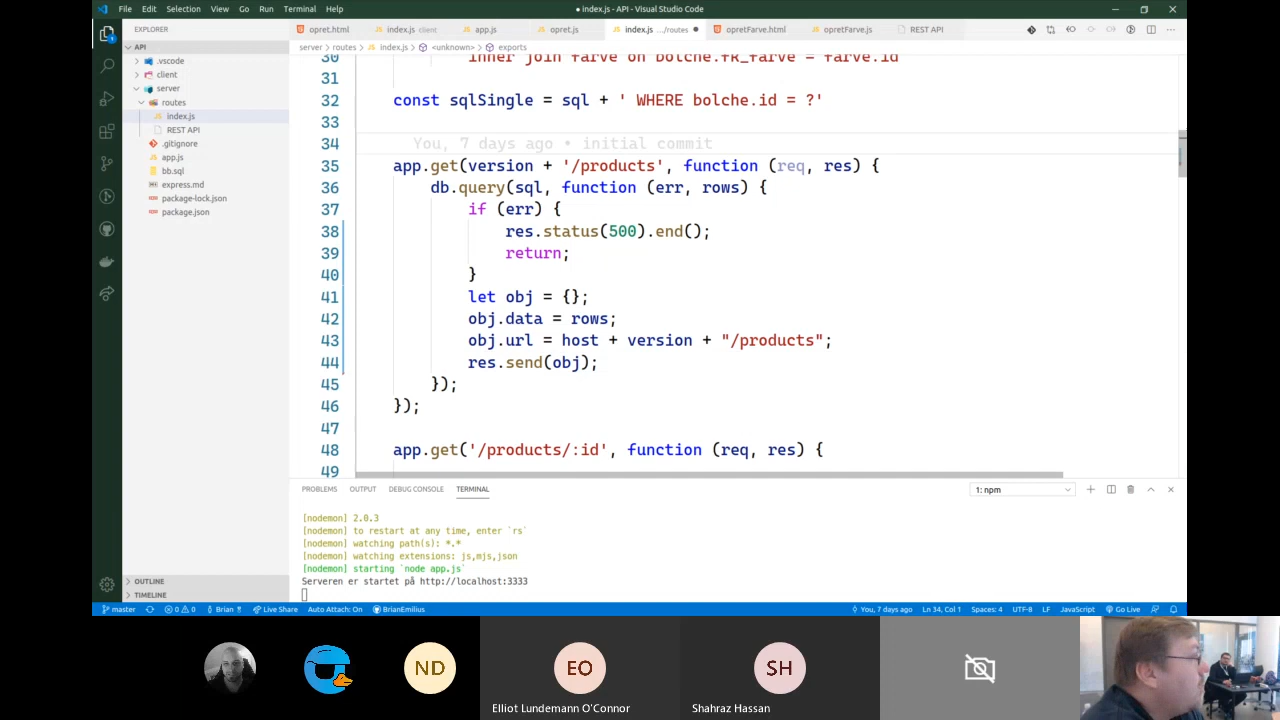 File Edit Selection View Go Run Terminal Help
● index.js - API - Visual Studio Code
EXPLORER
opret.html
index.js client
app.js
opret.js
index.js .../routes ●
opretFarve.html
opretFarve.js
REST API
API
server › routes › index.js › <unknown> › exports
.vscode
client
server
routes
index.js
REST API
.gitignore
app.js
bb.sql
express.md
package-lock.json
package.json
30 inner join farve on bolche.fk_farve = farve.id
31
32 const sqlSingle = sql + ' WHERE bolche.id = ?'
33
34 You, 7 days ago • initial commit
35 app.get(version + '/products', function (req, res) {
36 db.query(sql, function (err, rows) {
37 if (err) {
38 res.status(500).end();
39 return;
40 }
41 let obj = {};
42 obj.data = rows;
43 obj.url = host + version + "/products";
44 res.send(obj);
45 });
46 });
47
48 app.get('/products/:id', function (req, res) {
49
PROBLEMS OUTPUT DEBUG CONSOLE TERMINAL
1: npm
[nodemon] 2.0.3
[nodemon] to restart at any time, enter `rs`
[nodemon] watching path(s): *.*
[nodemon] watching extensions: js,mjs,json
[nodemon] starting `node app.js`
Serveren er startet på http://localhost:3333
OUTLINE
TIMELINE
master 0 0 Brian Live Share Auto Attach: On BrianEmilius
You, 7 days ago Ln 34, Col 1 Spaces: 4 UTF-8 LF JavaScript Go Live
ND
EO
SH
Elliot Lundemann O'Connor
Shahraz Hassan